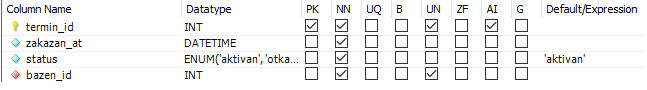 Column Name Datatype PK NN UQ B UN ZF AI G Default/Expression
termin_id INT
zakazan_at DATETIME
status ENUM('aktivan', 'otka... 'aktivan'
bazen_id INT